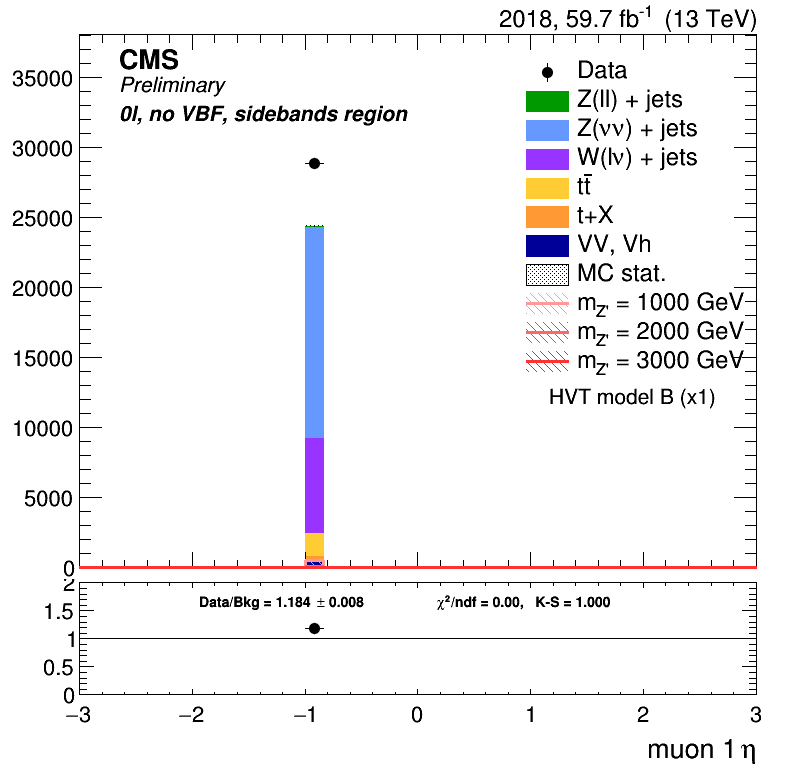 2018, 59.7 fb⁻¹ (13 TeV)
CMS
Preliminary
0l, no VBF, sidebands region
Data
Z(ll) + jets
Z(νν) + jets
W(lν) + jets
tt̄
t+X
VV, Vh
MC stat.
m_Z' = 1000 GeV
m_Z' = 2000 GeV
m_Z' = 3000 GeV
HVT model B (x1)
35000
30000
25000
20000
15000
10000
5000
0
Data/Bkg = 1.184 ± 0.008 χ²/ndf = 0.00, K-S = 1.000
2
1.5
1
0.5
0
−3 −2 −1 0 1 2 3
muon 1 η